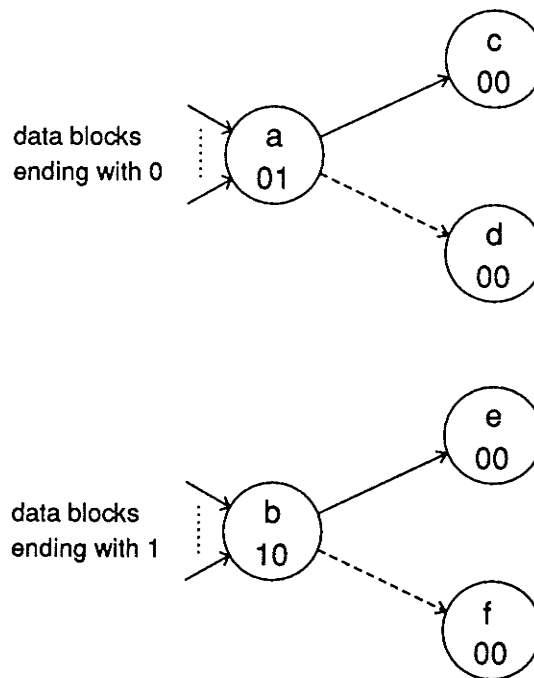 c
00
data blocks
ending with 0
a
01
d
00
e
00
data blocks
ending with 1
b
10
f
00